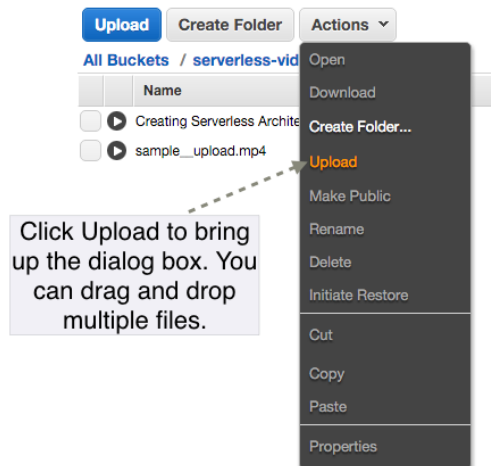 Upload Create Folder Actions
All Buckets / serverless-vid
Name
Creating Serverless Archite
sample__upload.mp4
Open
Download
Create Folder...
Upload
Make Public
Rename
Delete
Initiate Restore
Cut
Copy
Paste
Properties
Click Upload to bring
up the dialog box. You
can drag and drop
multiple files.